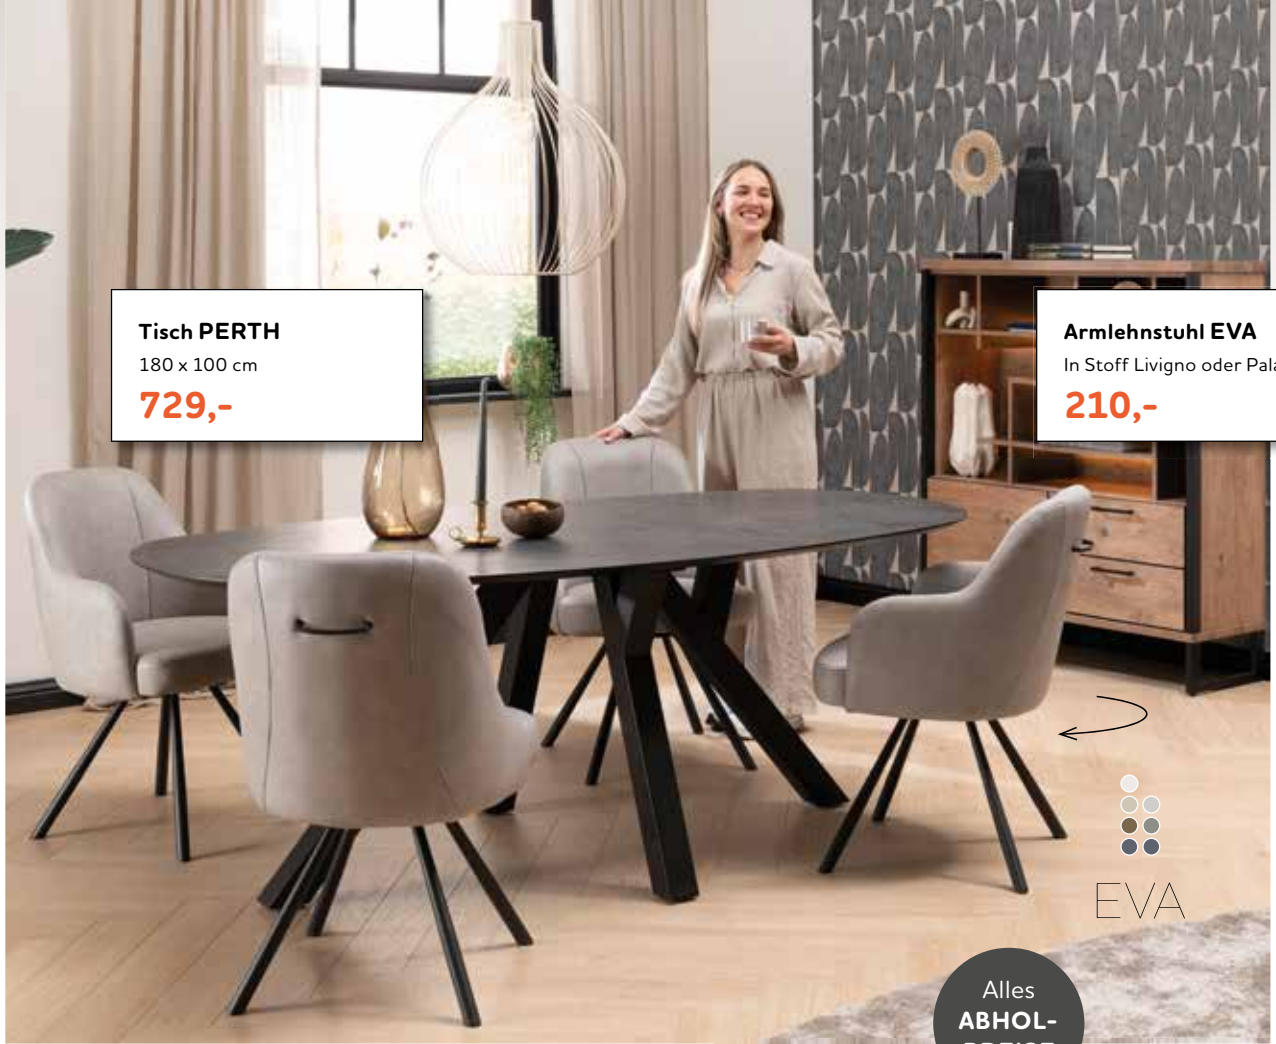 Tisch PERTH
180 x 100 cm
729,-
Armlehnstuhl EVA
In Stoff Livigno oder
210,-
EVA
Alles
ABHOL-